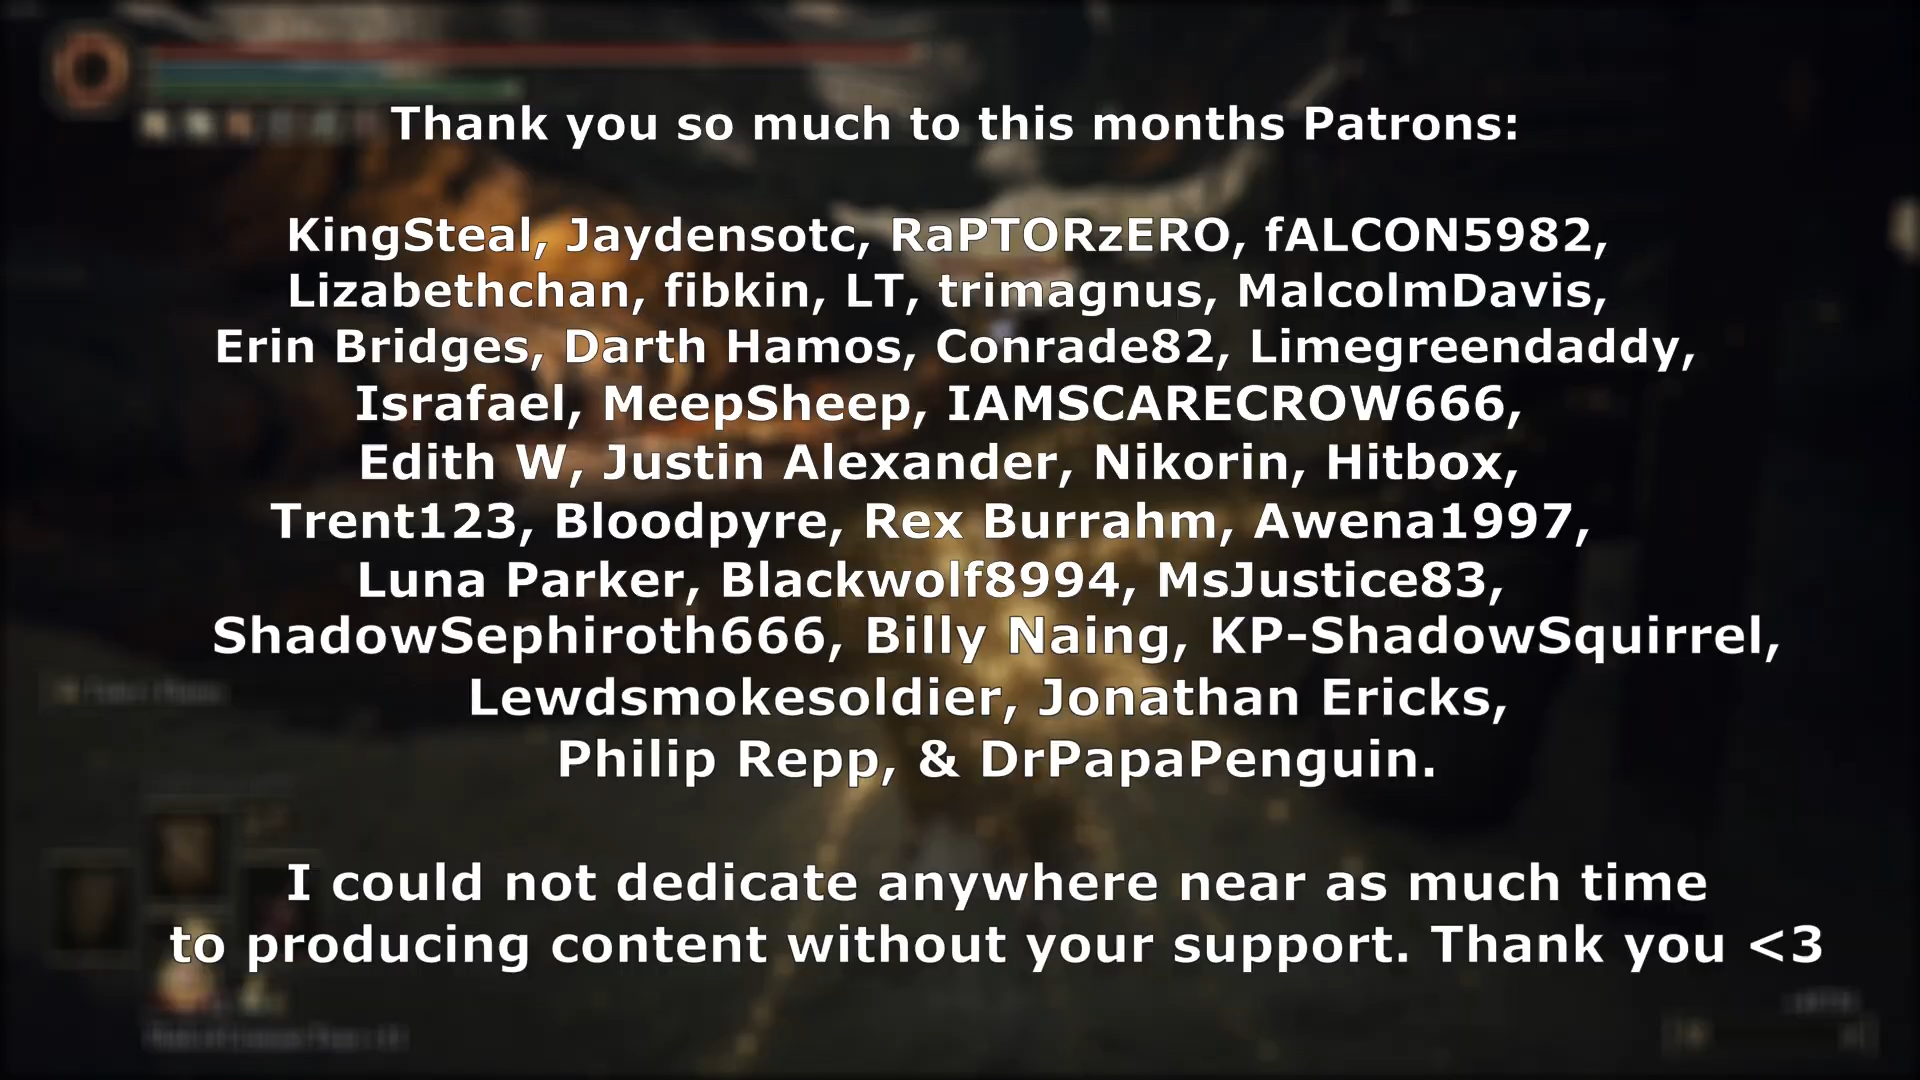 Thank you so much to this months Patrons:
KingSteal, Jaydensotc, RaPTORzERO, fALCON5982,
Lizabethchan, fibkin, LT, trimagnus, MalcolmDavis,
Erin Bridges, Darth Hamos, Conrade82, Limegreendaddy,
Israfael, MeepSheep, IAMSCARECROW666,
Edith W, Justin Alexander, Nikorin, Hitbox,
Trent123, Bloodpyre, Rex Burrahm, Awena1997,
Luna Parker, Blackwolf8994, MsJustice83,
ShadowSephiroth666, Billy Naing, KP-ShadowSquirrel,
Lewdsmokesoldier, Jonathan Ericks,
Philip Repp, & DrPapaPenguin.
I could not dedicate anywhere near as much time
to producing content without your support. Thank you <3